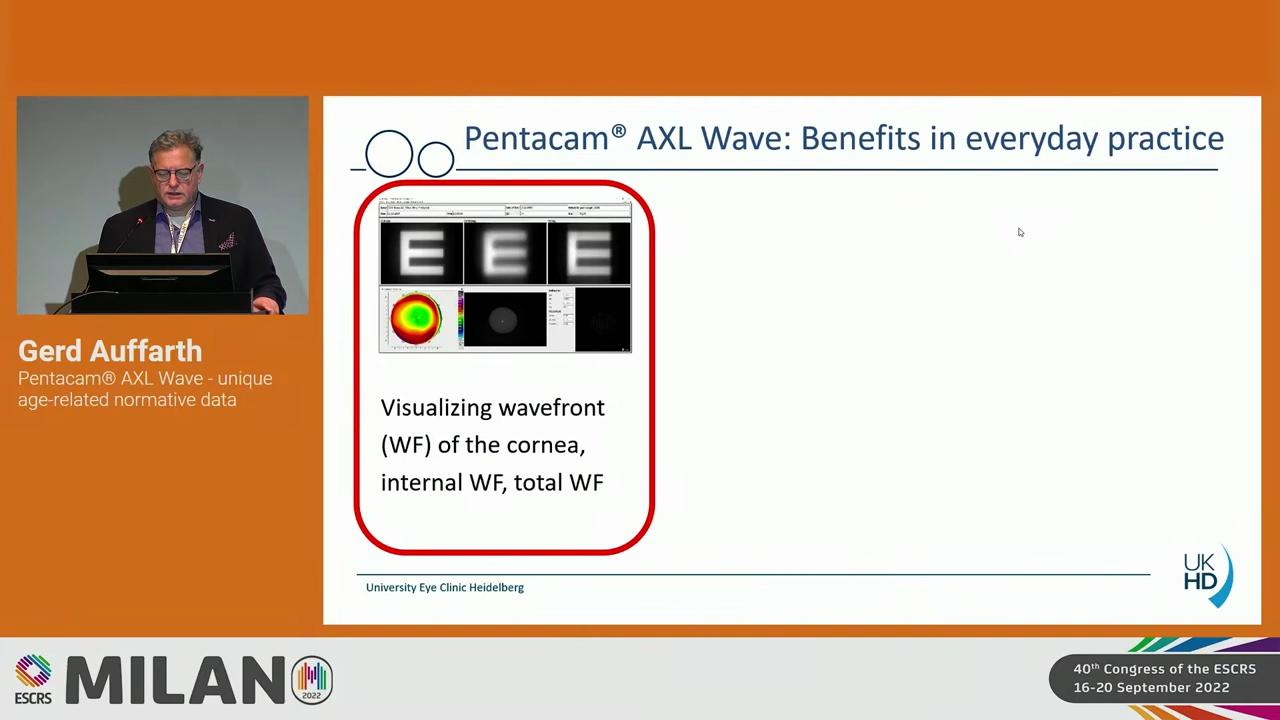 Pentacam® AXL Wave: Benefits in everyday practice
E E E
Visualizing wavefront
(WF) of the cornea,
internal WF, total WF
University Eye Clinic Heidelberg
UK
HD
Gerd Auffarth
Pentacam® AXL Wave - unique
age-related normative data
ESCRS
MILANO
2022
40th Congress of the ESCRS
16-20 September 2022